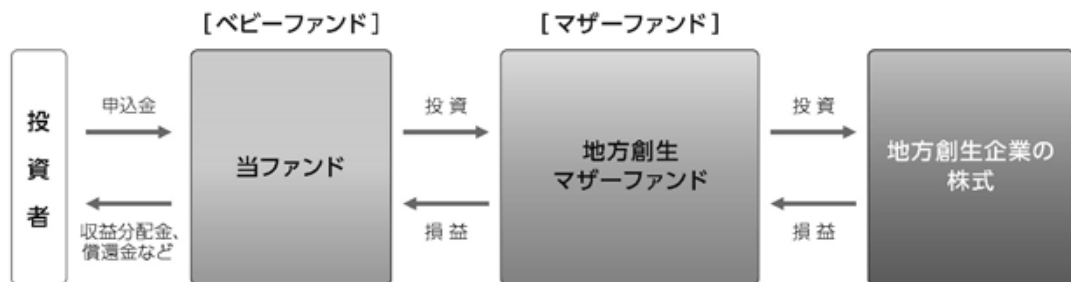 [ベビーファンド]
[マザーファンド]
投資者
申込金
収益分配金、
償還金など
当ファンド
投資
損益
地方創生
マザーファンド
投資
損益
地方創生企業の
株式